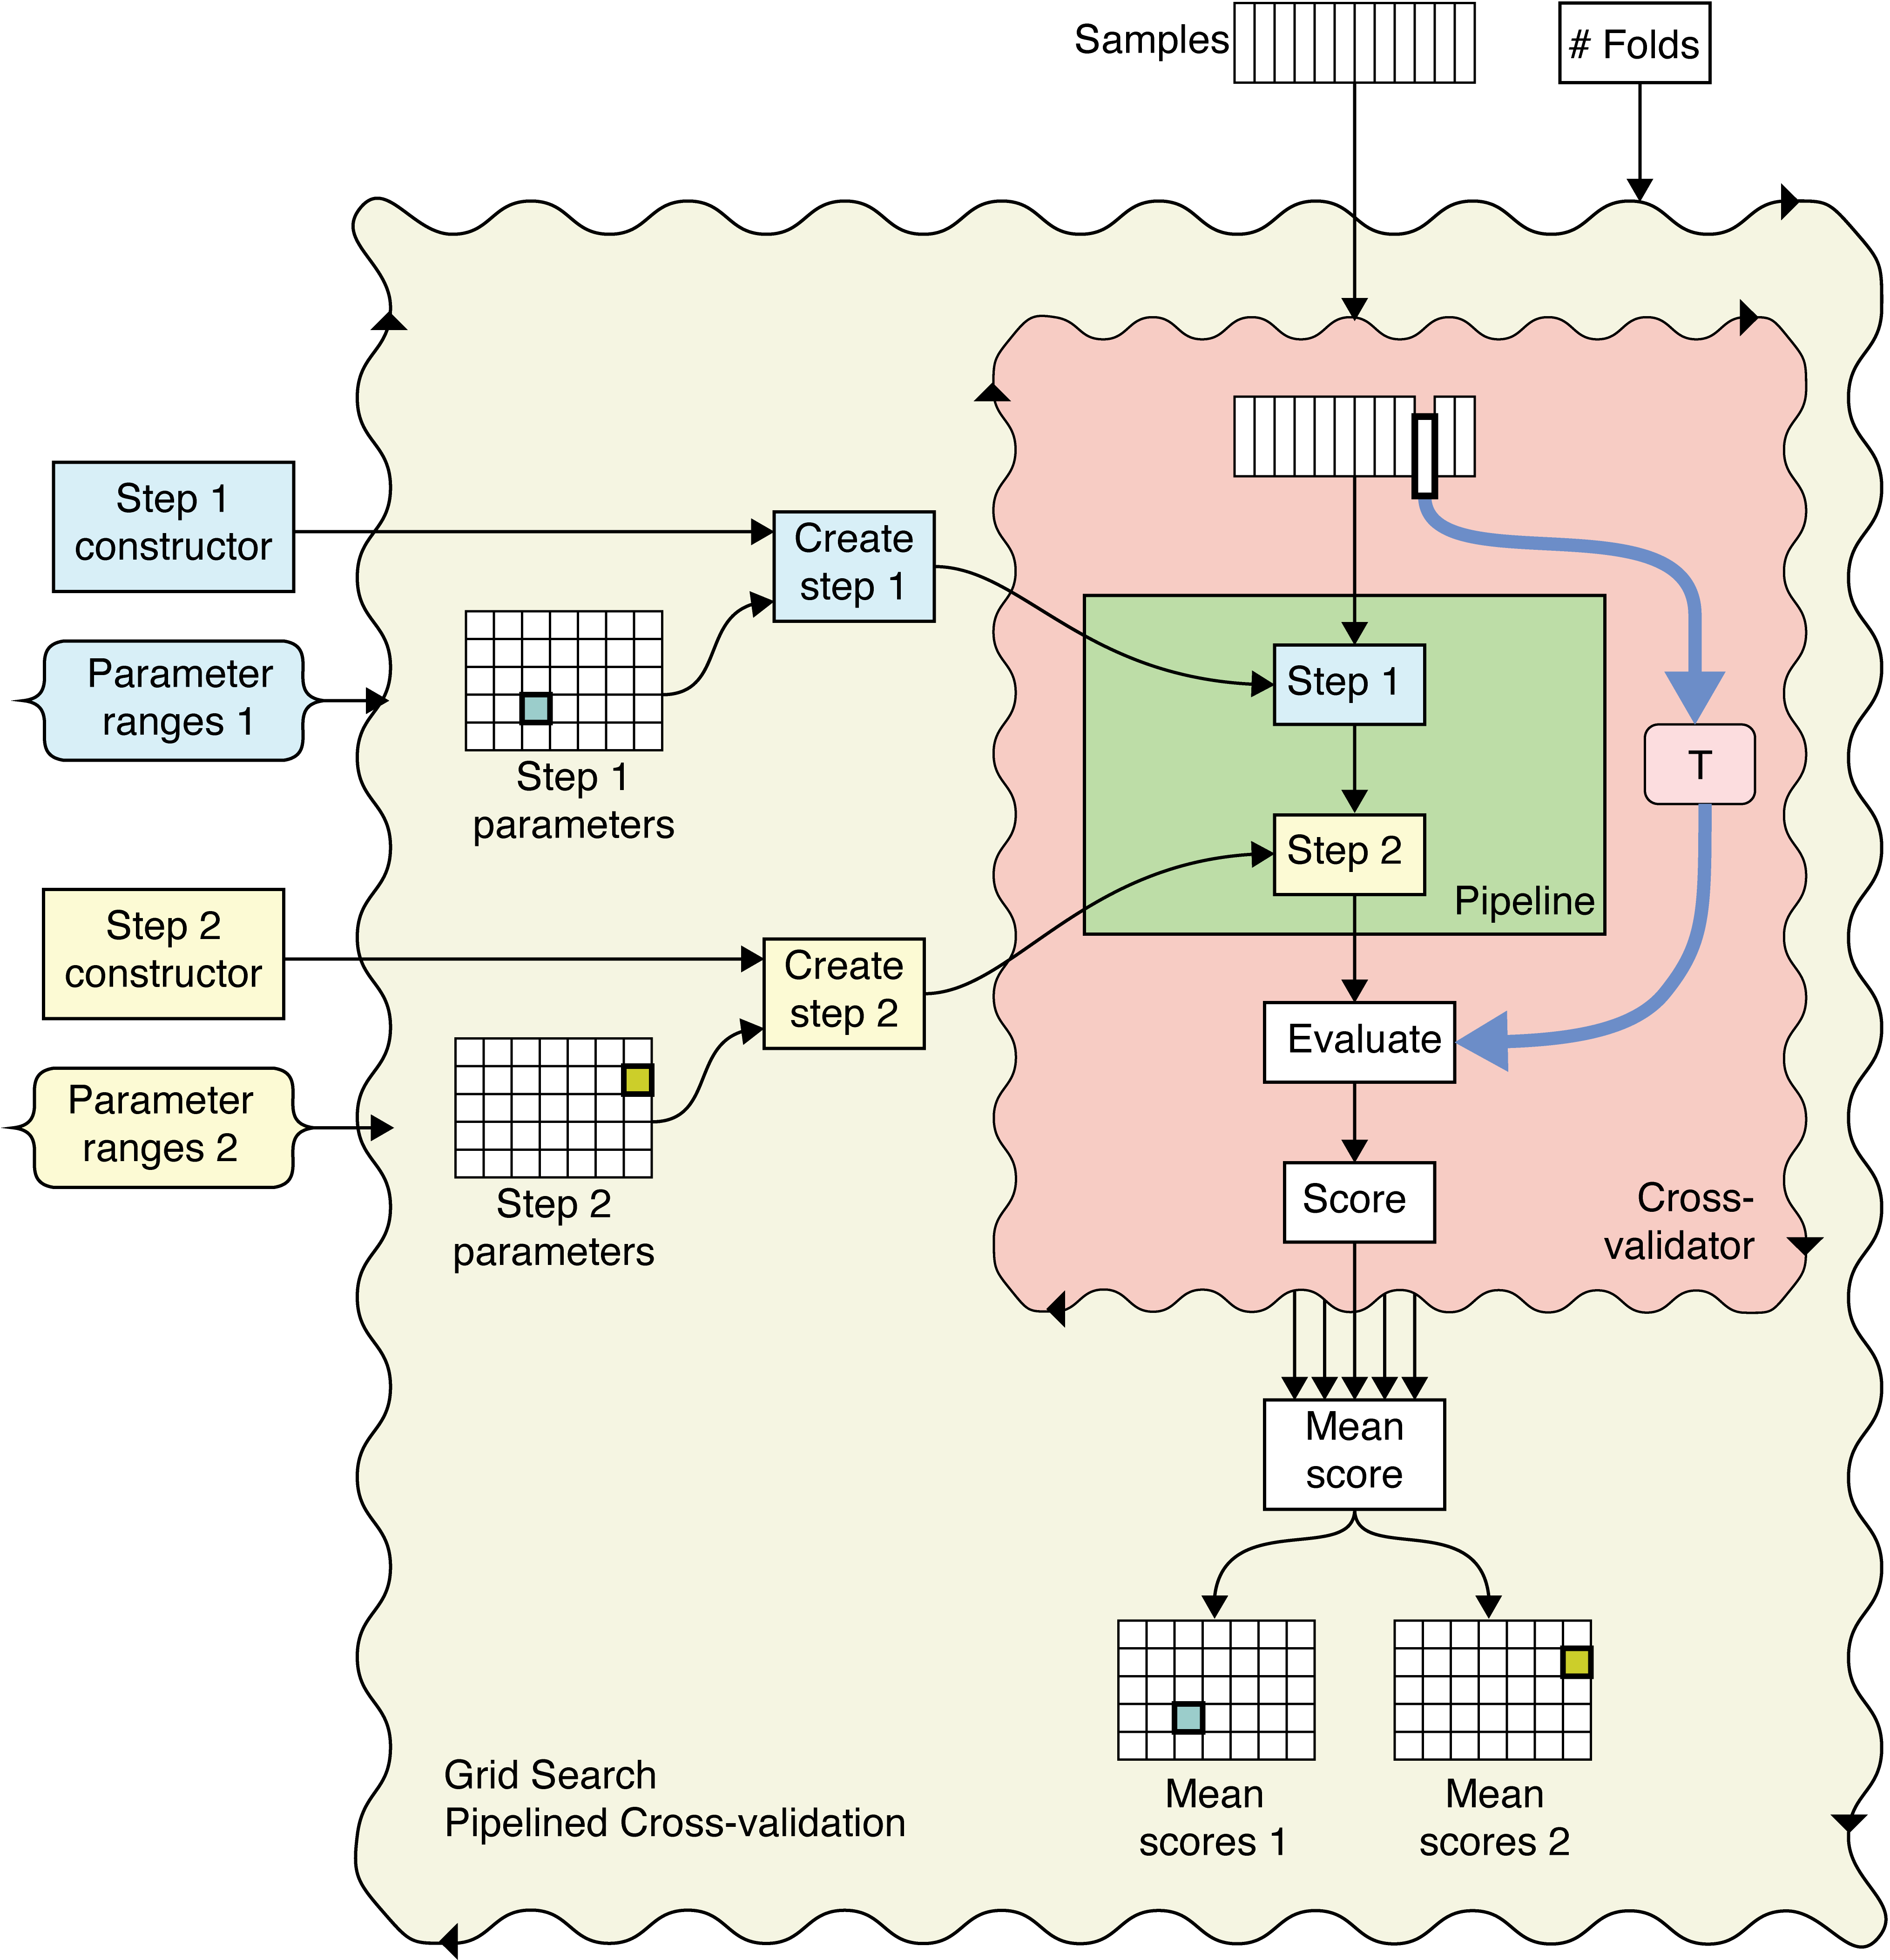 Samples
# Folds
Step 1
constructor
Create
step 1
Parameter
ranges 1
Step 1
parameters
Step 1
T
Step 2
Pipeline
Step 2
constructor
Create
step 2
Evaluate
Parameter
ranges 2
Step 2
parameters
Score
Cross-
validator
Mean
score
Grid Search
Pipelined Cross-validation
Mean
scores 1
Mean
scores 2